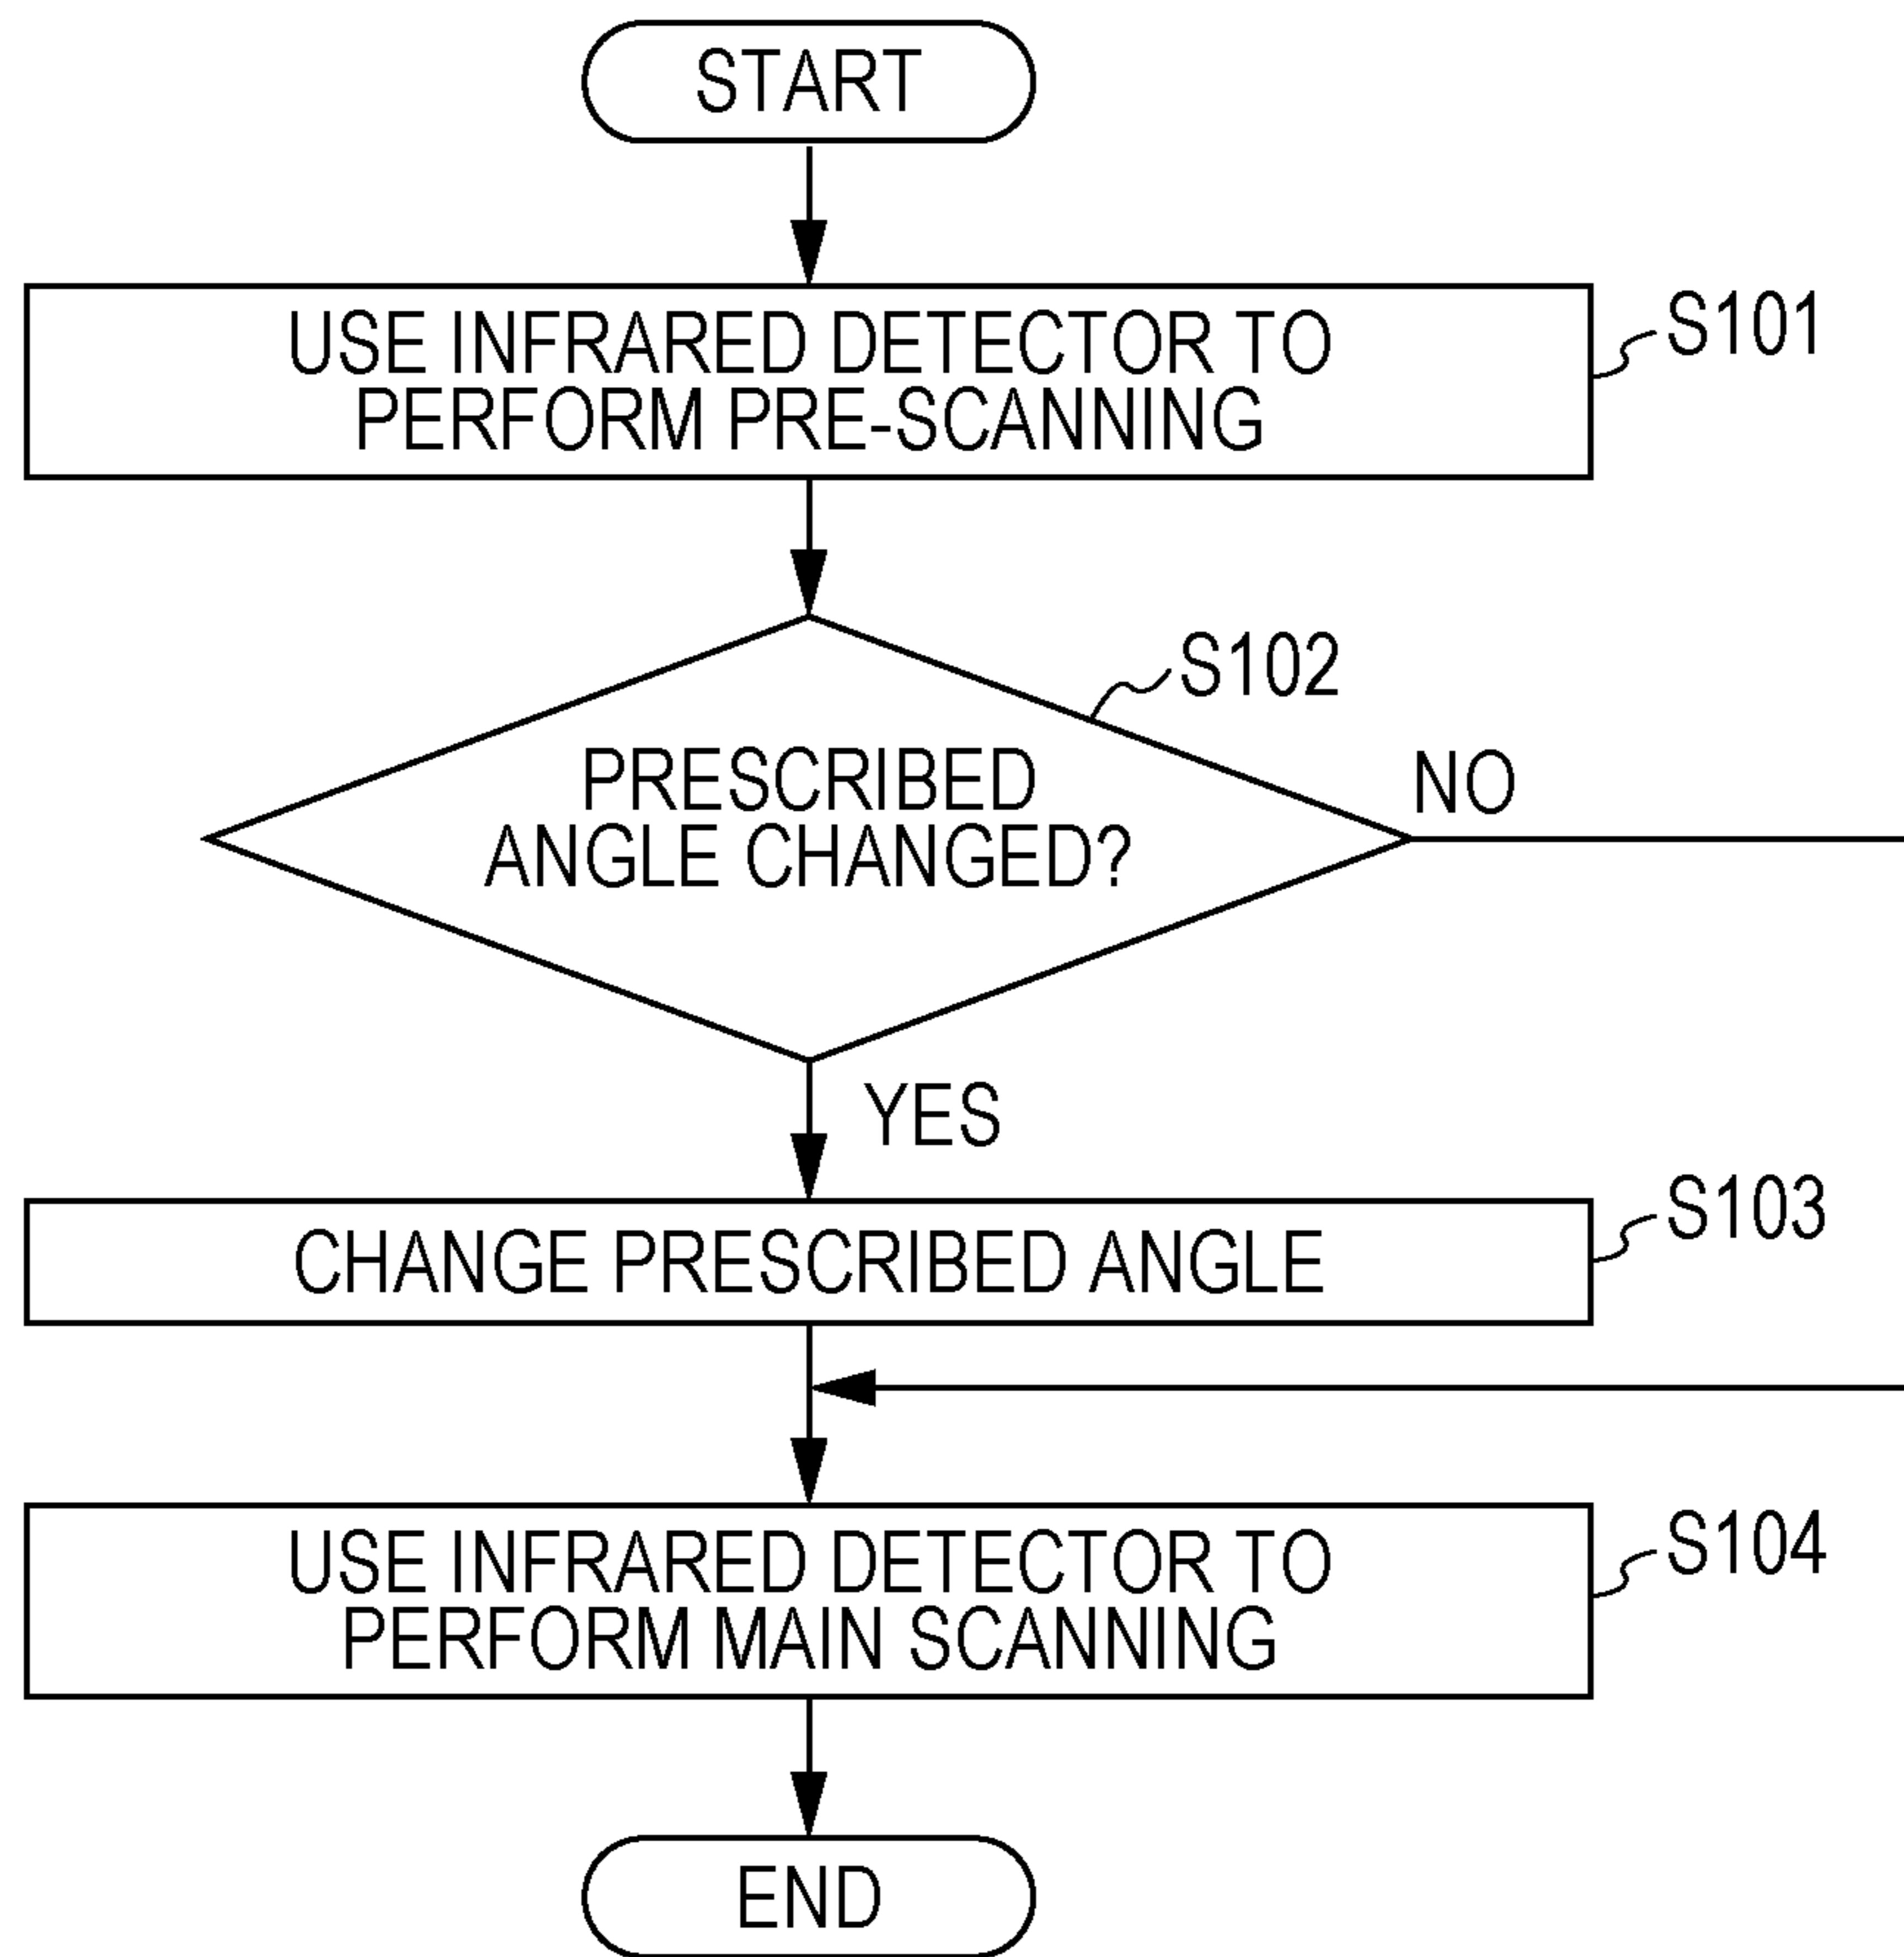 START
USE INFRARED DETECTOR TO
PERFORM PRE-SCANNING
S101
S102
PRESCRIBED
ANGLE CHANGED?
NO
YES
CHANGE PRESCRIBED ANGLE
S103
USE INFRARED DETECTOR TO
PERFORM MAIN SCANNING
S104
END